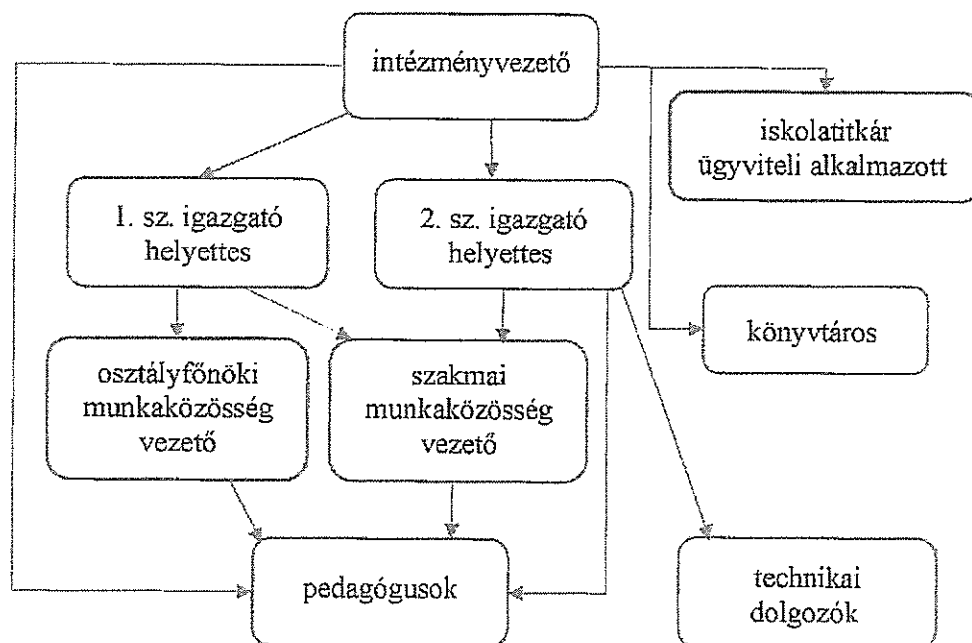 intézményvezető
iskolatitkár
ügyviteli alkalmazott
1. sz. igazgató
helyettes
2. sz. igazgató
helyettes
könyvtáros
osztályfőnöki
munkaközösség
vezető
szakmai
munkaközösség
vezető
pedagógusok
technikai
dolgozók